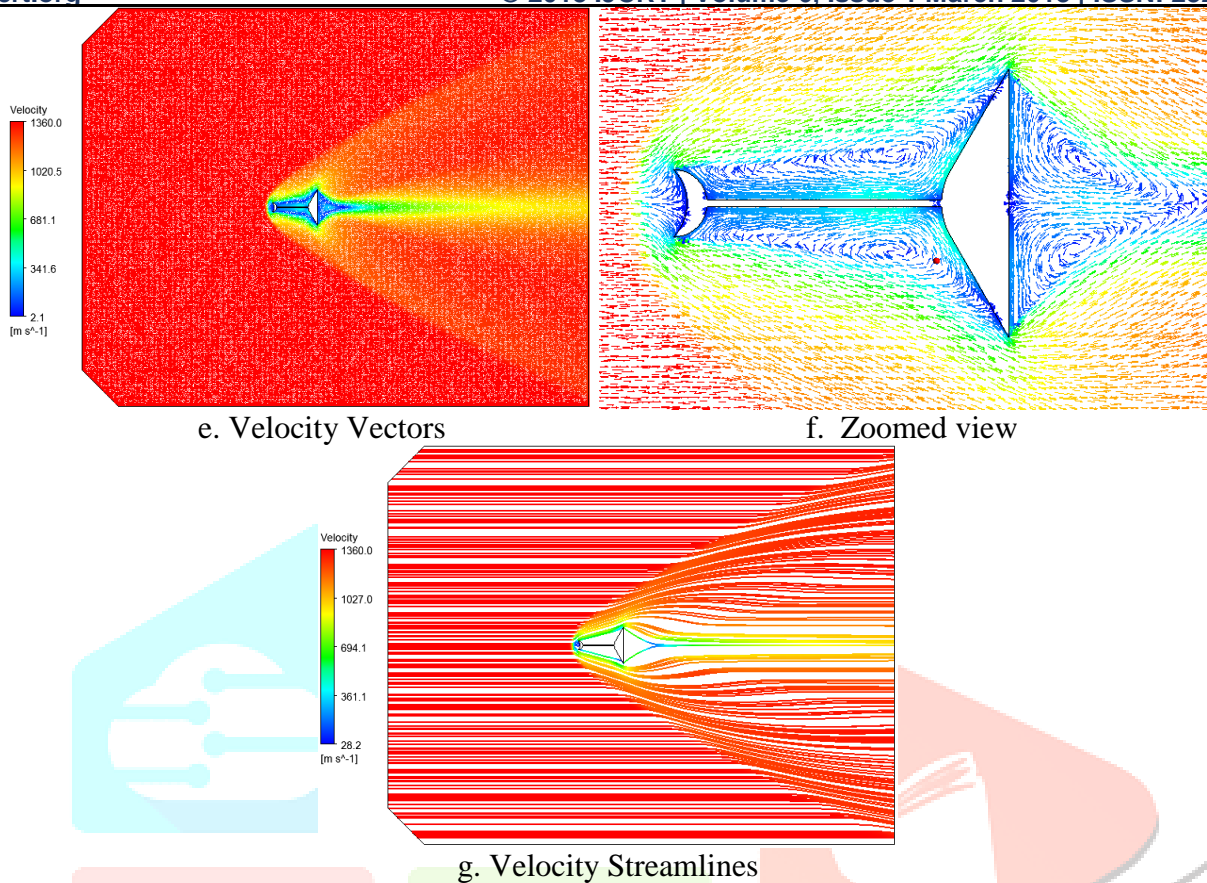 Velocity
1360.0
1020.5
681.1
341.6
2.1
[m s^-1]
e. Velocity Vectors
f. Zoomed view
Velocity
1360.0
1027.0
694.1
361.1
28.2
[m s^-1]
g. Velocity Streamlines